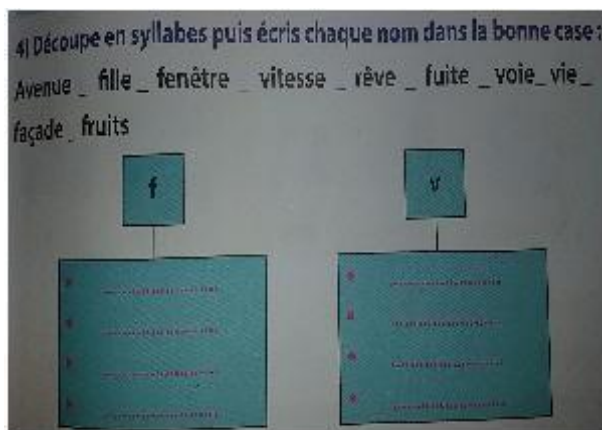 4) Découpe en syllabes puis écris chaque nom dans la bonne case :
Avenue _ fille _ fenêtre _ vitesse _ rêve _ fuite _ voie_ vie_
façade _ fruits
f
v